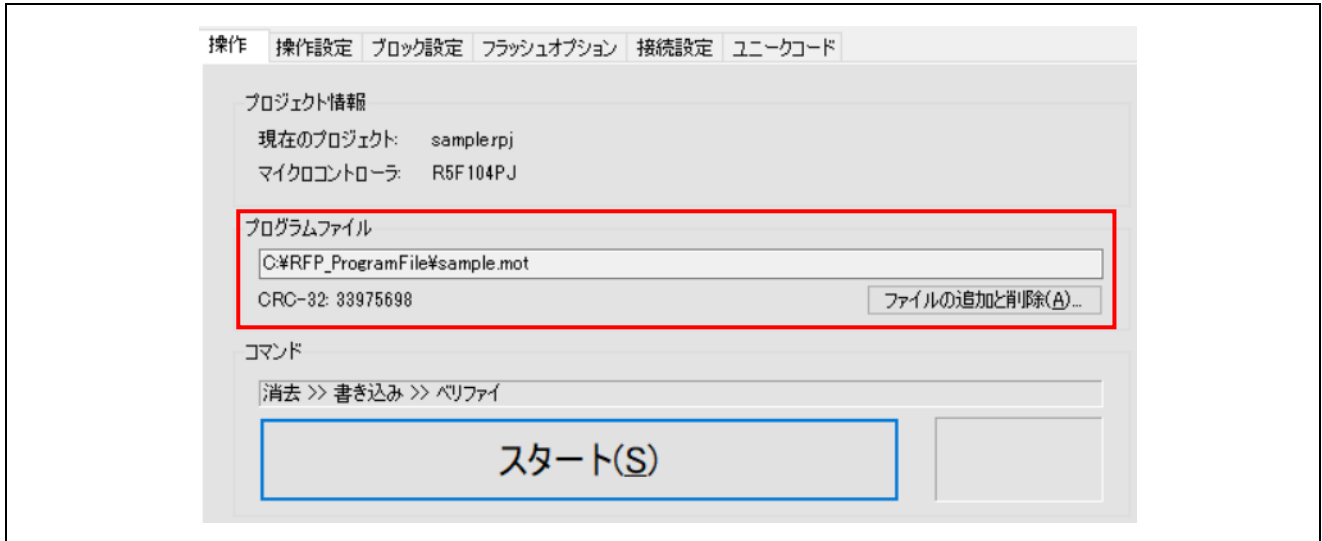 操作 操作設定 ブロック設定 フラッシュオプション 接続設定 ユニークコード
プロジェクト情報
現在のプロジェクト: sample.rpj
マイクロコントローラ: R5F104PJ
プログラムファイル
C:¥RFP_ProgramFile¥sample.mot
CRC-32: 33975698 ファイルの追加と削除(A)...
コマンド
消去 >> 書き込み >> ベリファイ
スタート(S)